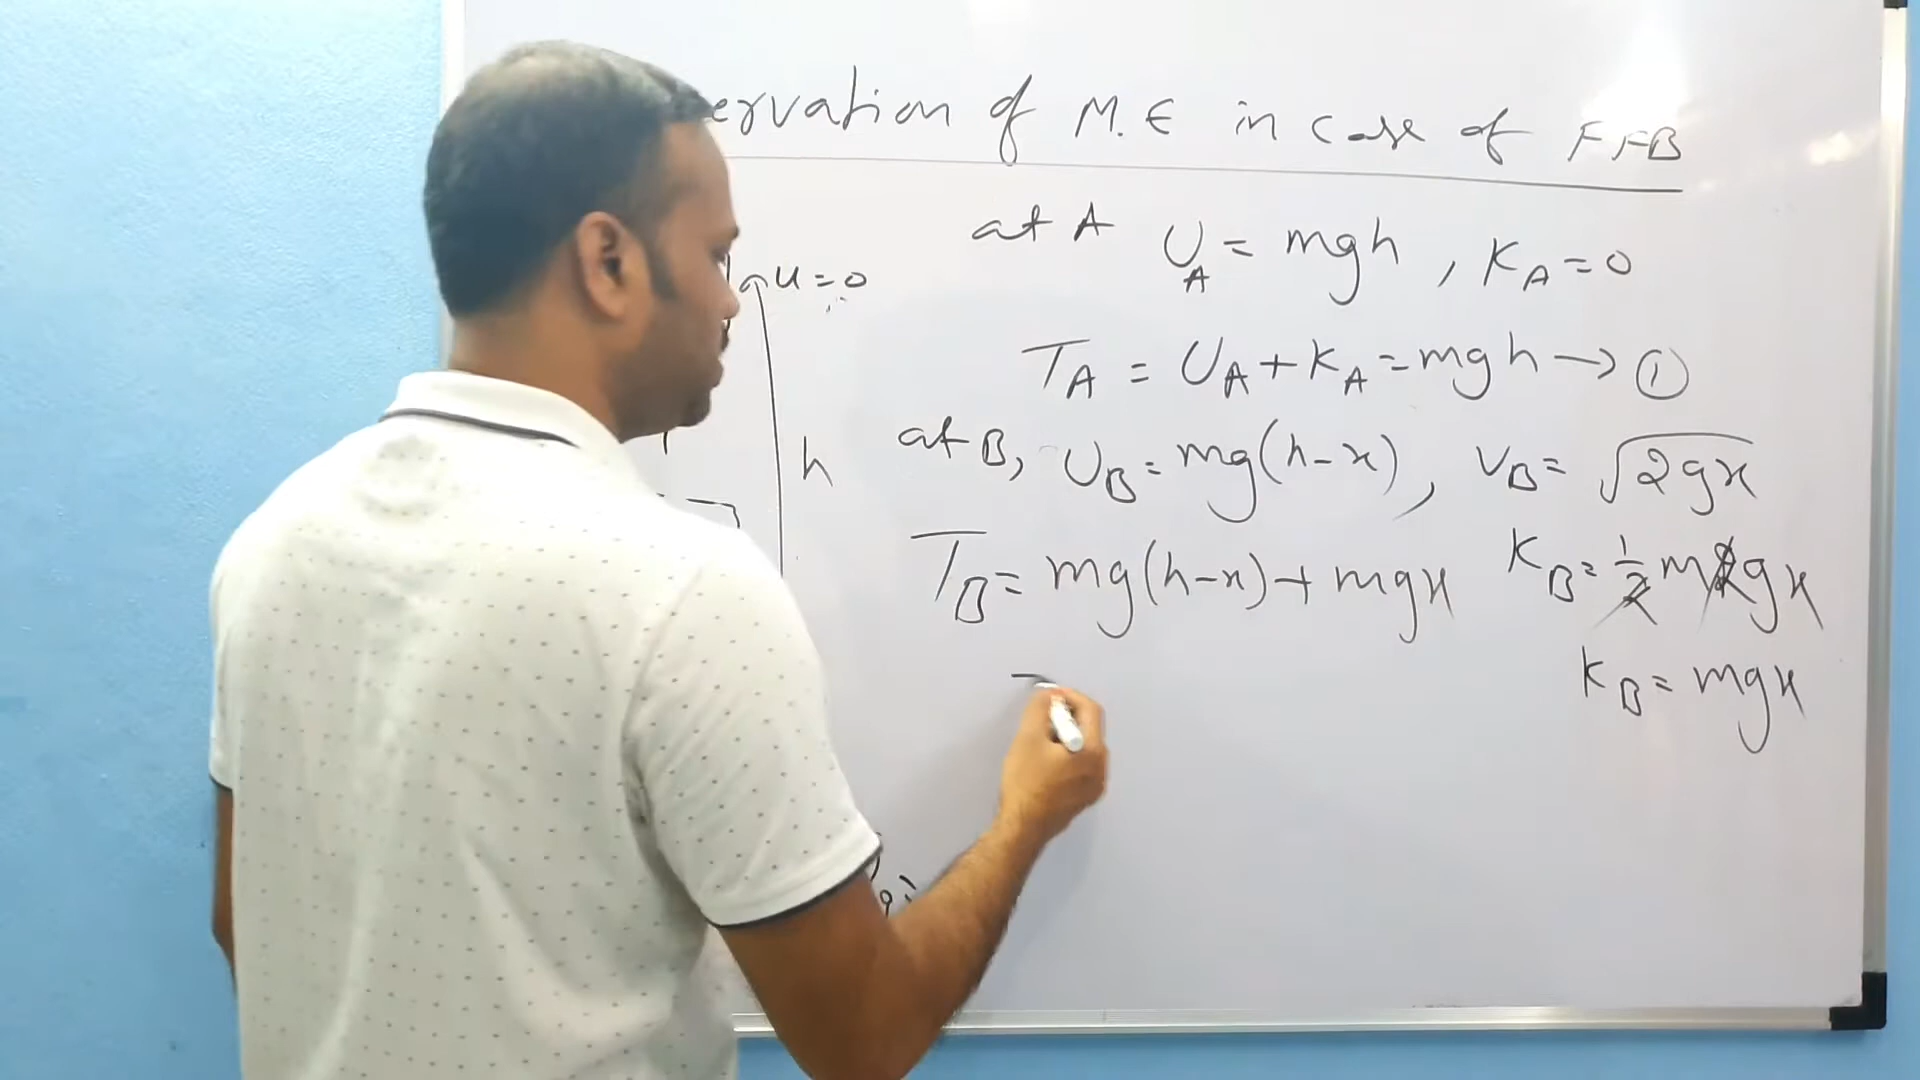 ervation of M.E in case of FFB
at A U_A = mgh, K_A = 0
u = 0
T_A = U_A + K_A = mgh → ①
h
at B, U_B = mg(h-x), V_B = √2gx
T_B = mg(h-x) + mgx
K_B = 1/2 m2gx
K_B = mgx